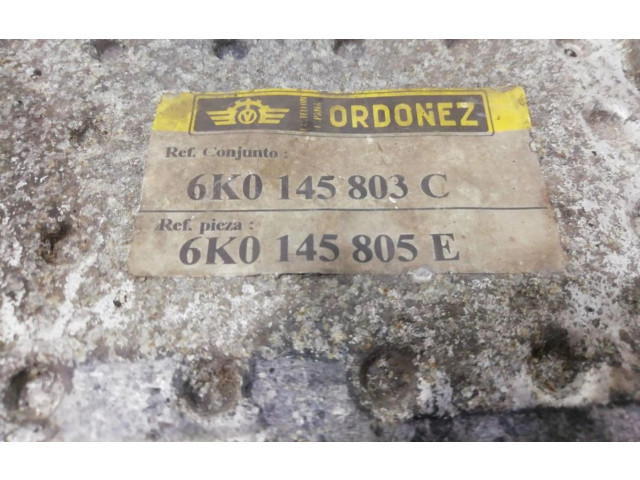 ORDOÑEZ
Ref. Conjunto :
6K0 145 803 C
Ref. pieza :
6K0 145 805 E